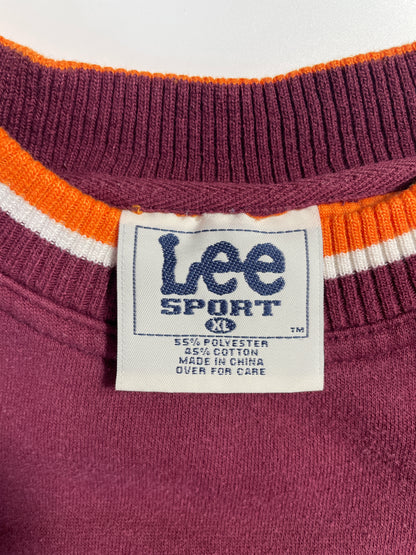 Lee
SPORT
XL
TM
55% POLYESTER
45% COTTON
MADE IN CHINA
OVER FOR CARE